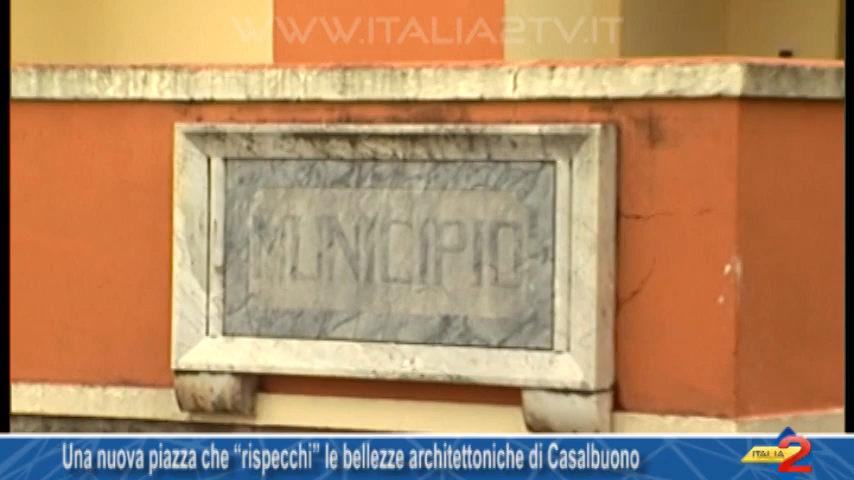 WWW.ITALIA2TV.IT
MUNICIPIO
Una nuova piazza che “rispecchi” le bellezze architettoniche di Casalbuono
ITALIA 2